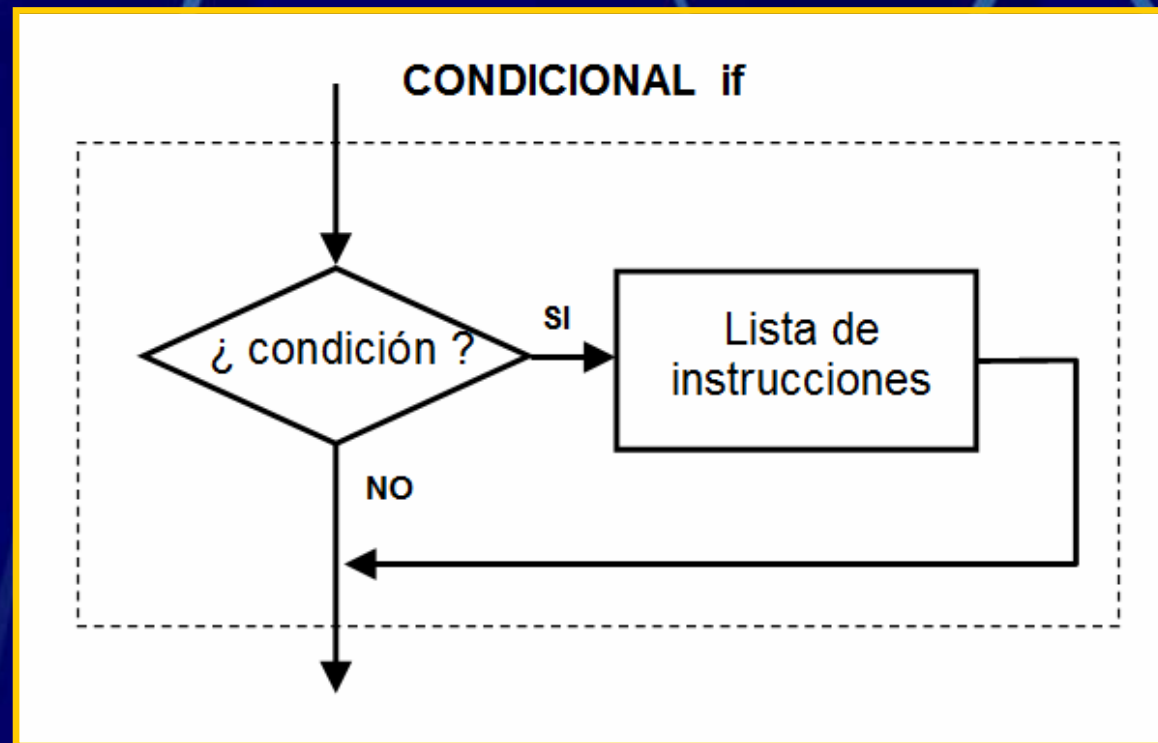 CONDICIONAL if
¿ condición ?
SI
Lista de
instrucciones
NO